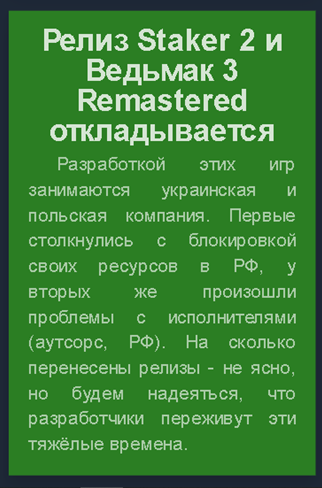 Релиз Staker 2 и
Ведьмак 3
Remastered
откладывается
Разработкой этих игр
занимаются украинская и
польская компания. Первые
столкнулись с блокировкой
своих ресурсов в РФ, у
вторых же произошли
проблемы с исполнителями
(аутсорс, РФ). На сколько
перенесены релизы - не ясно,
но будем надеяться, что
разработчики переживут эти
тяжёлые времена.